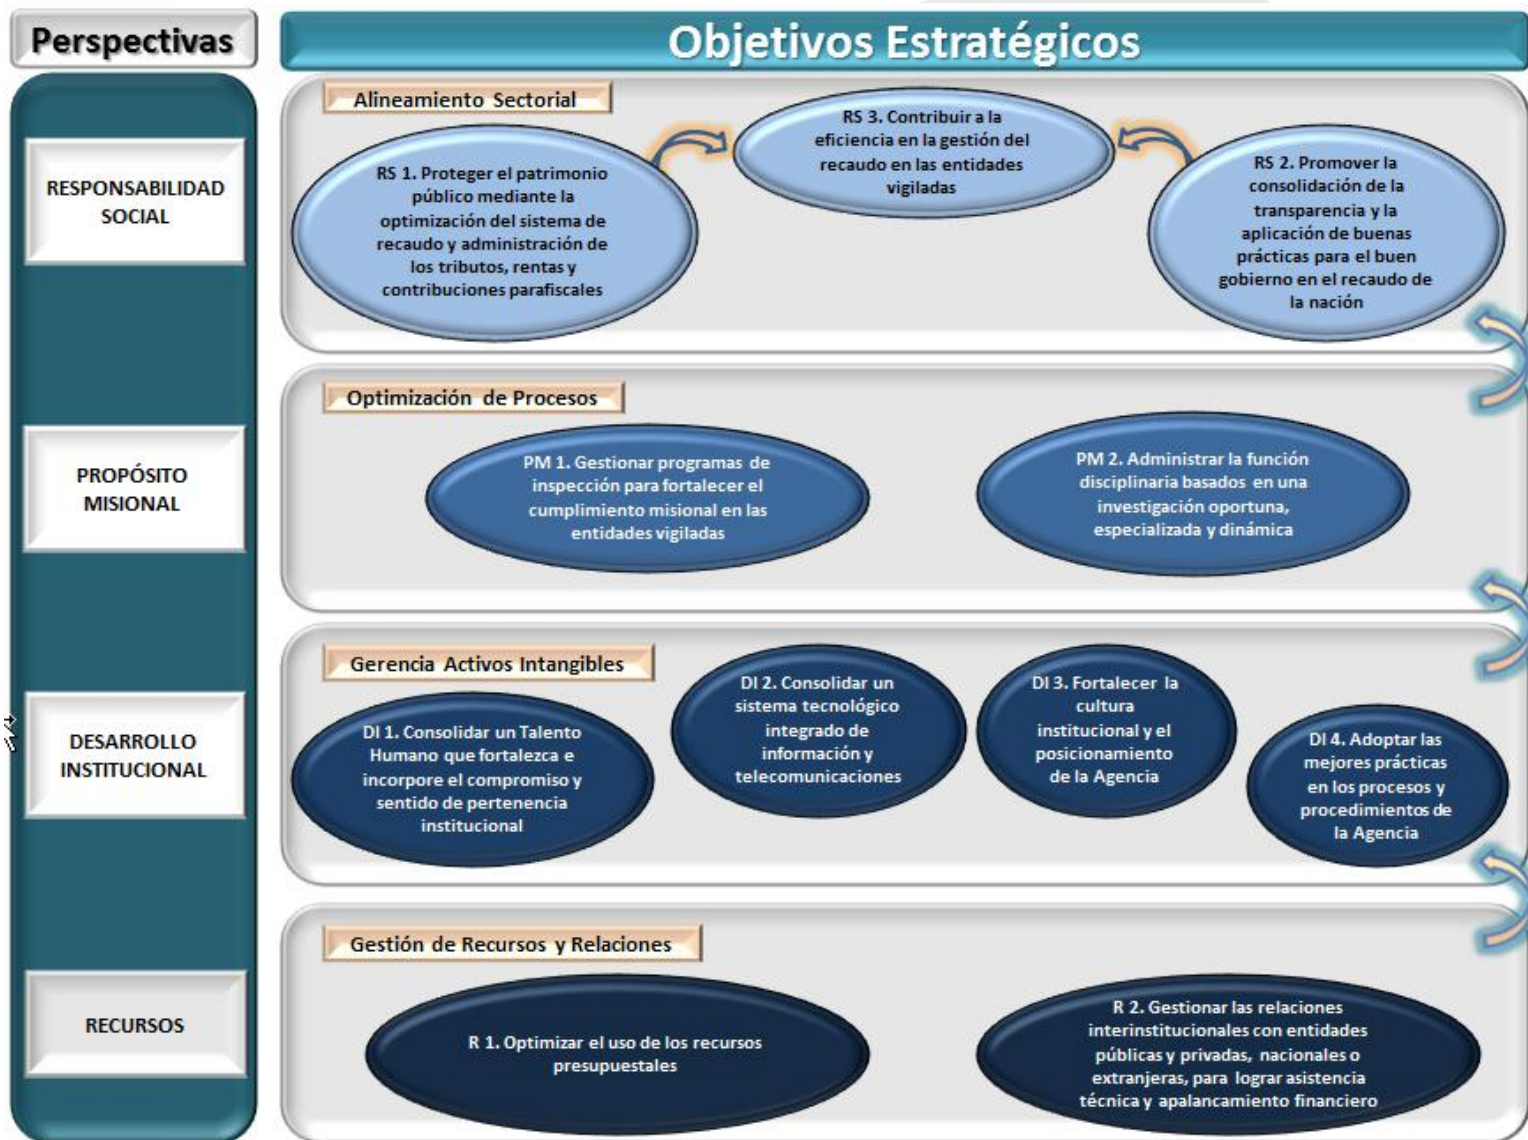 Perspectivas
Objetivos Estratégicos
RESPONSABILIDAD
SOCIAL
Alineamiento Sectorial
RS 1. Proteger el patrimonio
público mediante la
optimización del sistema de
recaudo y administración de
los tributos, rentas y
contribuciones parafiscales
RS 3. Contribuir a la
eficiencia en la gestión del
recaudo en las entidades
vigiladas
RS 2. Promover la
consolidación de la
transparencia y la
aplicación de buenas
prácticas para el buen
gobierno en el recaudo de
la nación
PROPÓSITO
MISIONAL
Optimización de Procesos
PM 1. Gestionar programas de
inspección para fortalecer el
cumplimiento misional en las
entidades vigiladas
PM 2. Administrar la función
disciplinaria basados en una
investigación oportuna,
especializada y dinámica
DESARROLLO
INSTITUCIONAL
Gerencia Activos Intangibles
DI 1. Consolidar un Talento
Humano que fortalezca e
incorpore el compromiso y
sentido de pertenencia
institucional
DI 2. Consolidar un
sistema tecnológico
integrado de
información y
telecomunicaciones
DI 3. Fortalecer la
cultura
institucional y el
posicionamiento
de la Agencia
DI 4. Adoptar las
mejores prácticas
en los procesos y
procedimientos de
la Agencia
RECURSOS
Gestión de Recursos y Relaciones
R 1. Optimizar el uso de los recursos
presupuestales
R 2. Gestionar las relaciones
interinstitucionales con entidades
públicas y privadas, nacionales o
extranjeras, para lograr asistencia
técnica y apalancamiento financiero